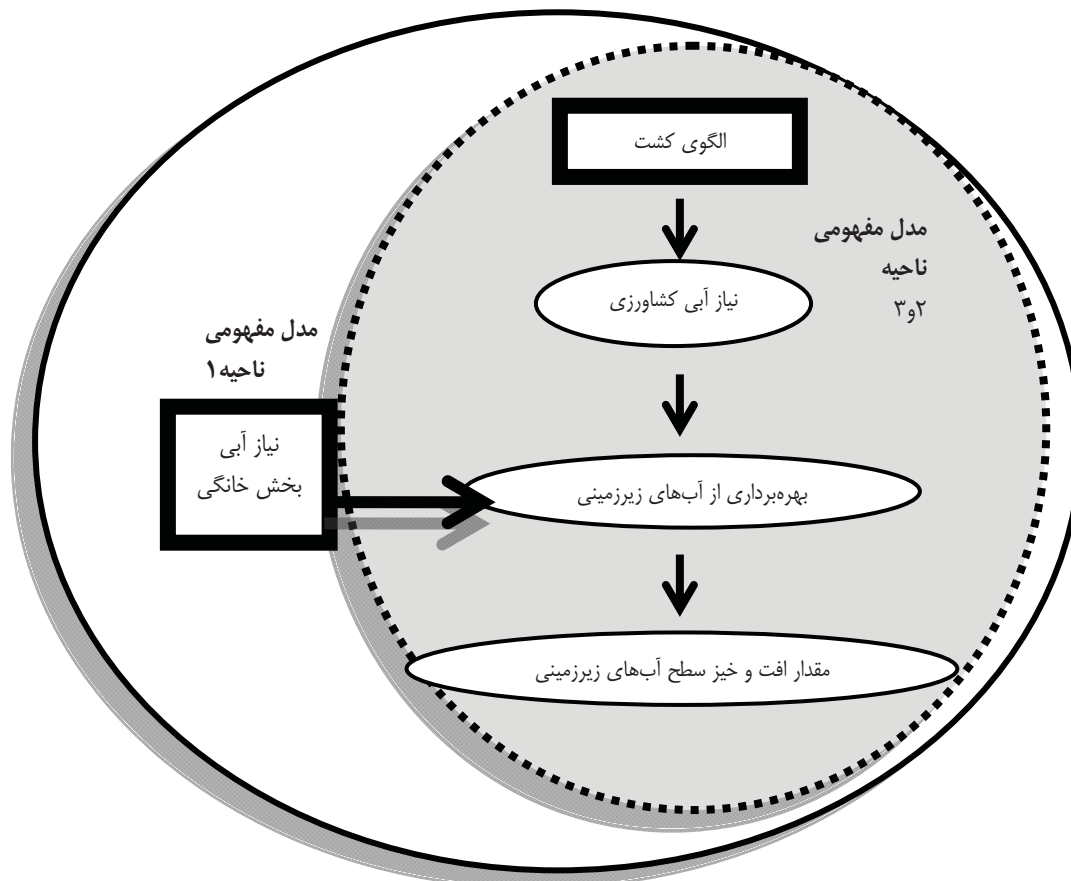 الگوی کشت
مدل مفهومی
ناحیه
۲و۳
نیاز آبی کشاورزی
مدل مفهومی
ناحیه۱
نیاز آبی
بخش خانگی
بهره‌برداری از آب‌های زیرزمینی
مقدار افت و خیز سطح آب‌های زیرزمینی